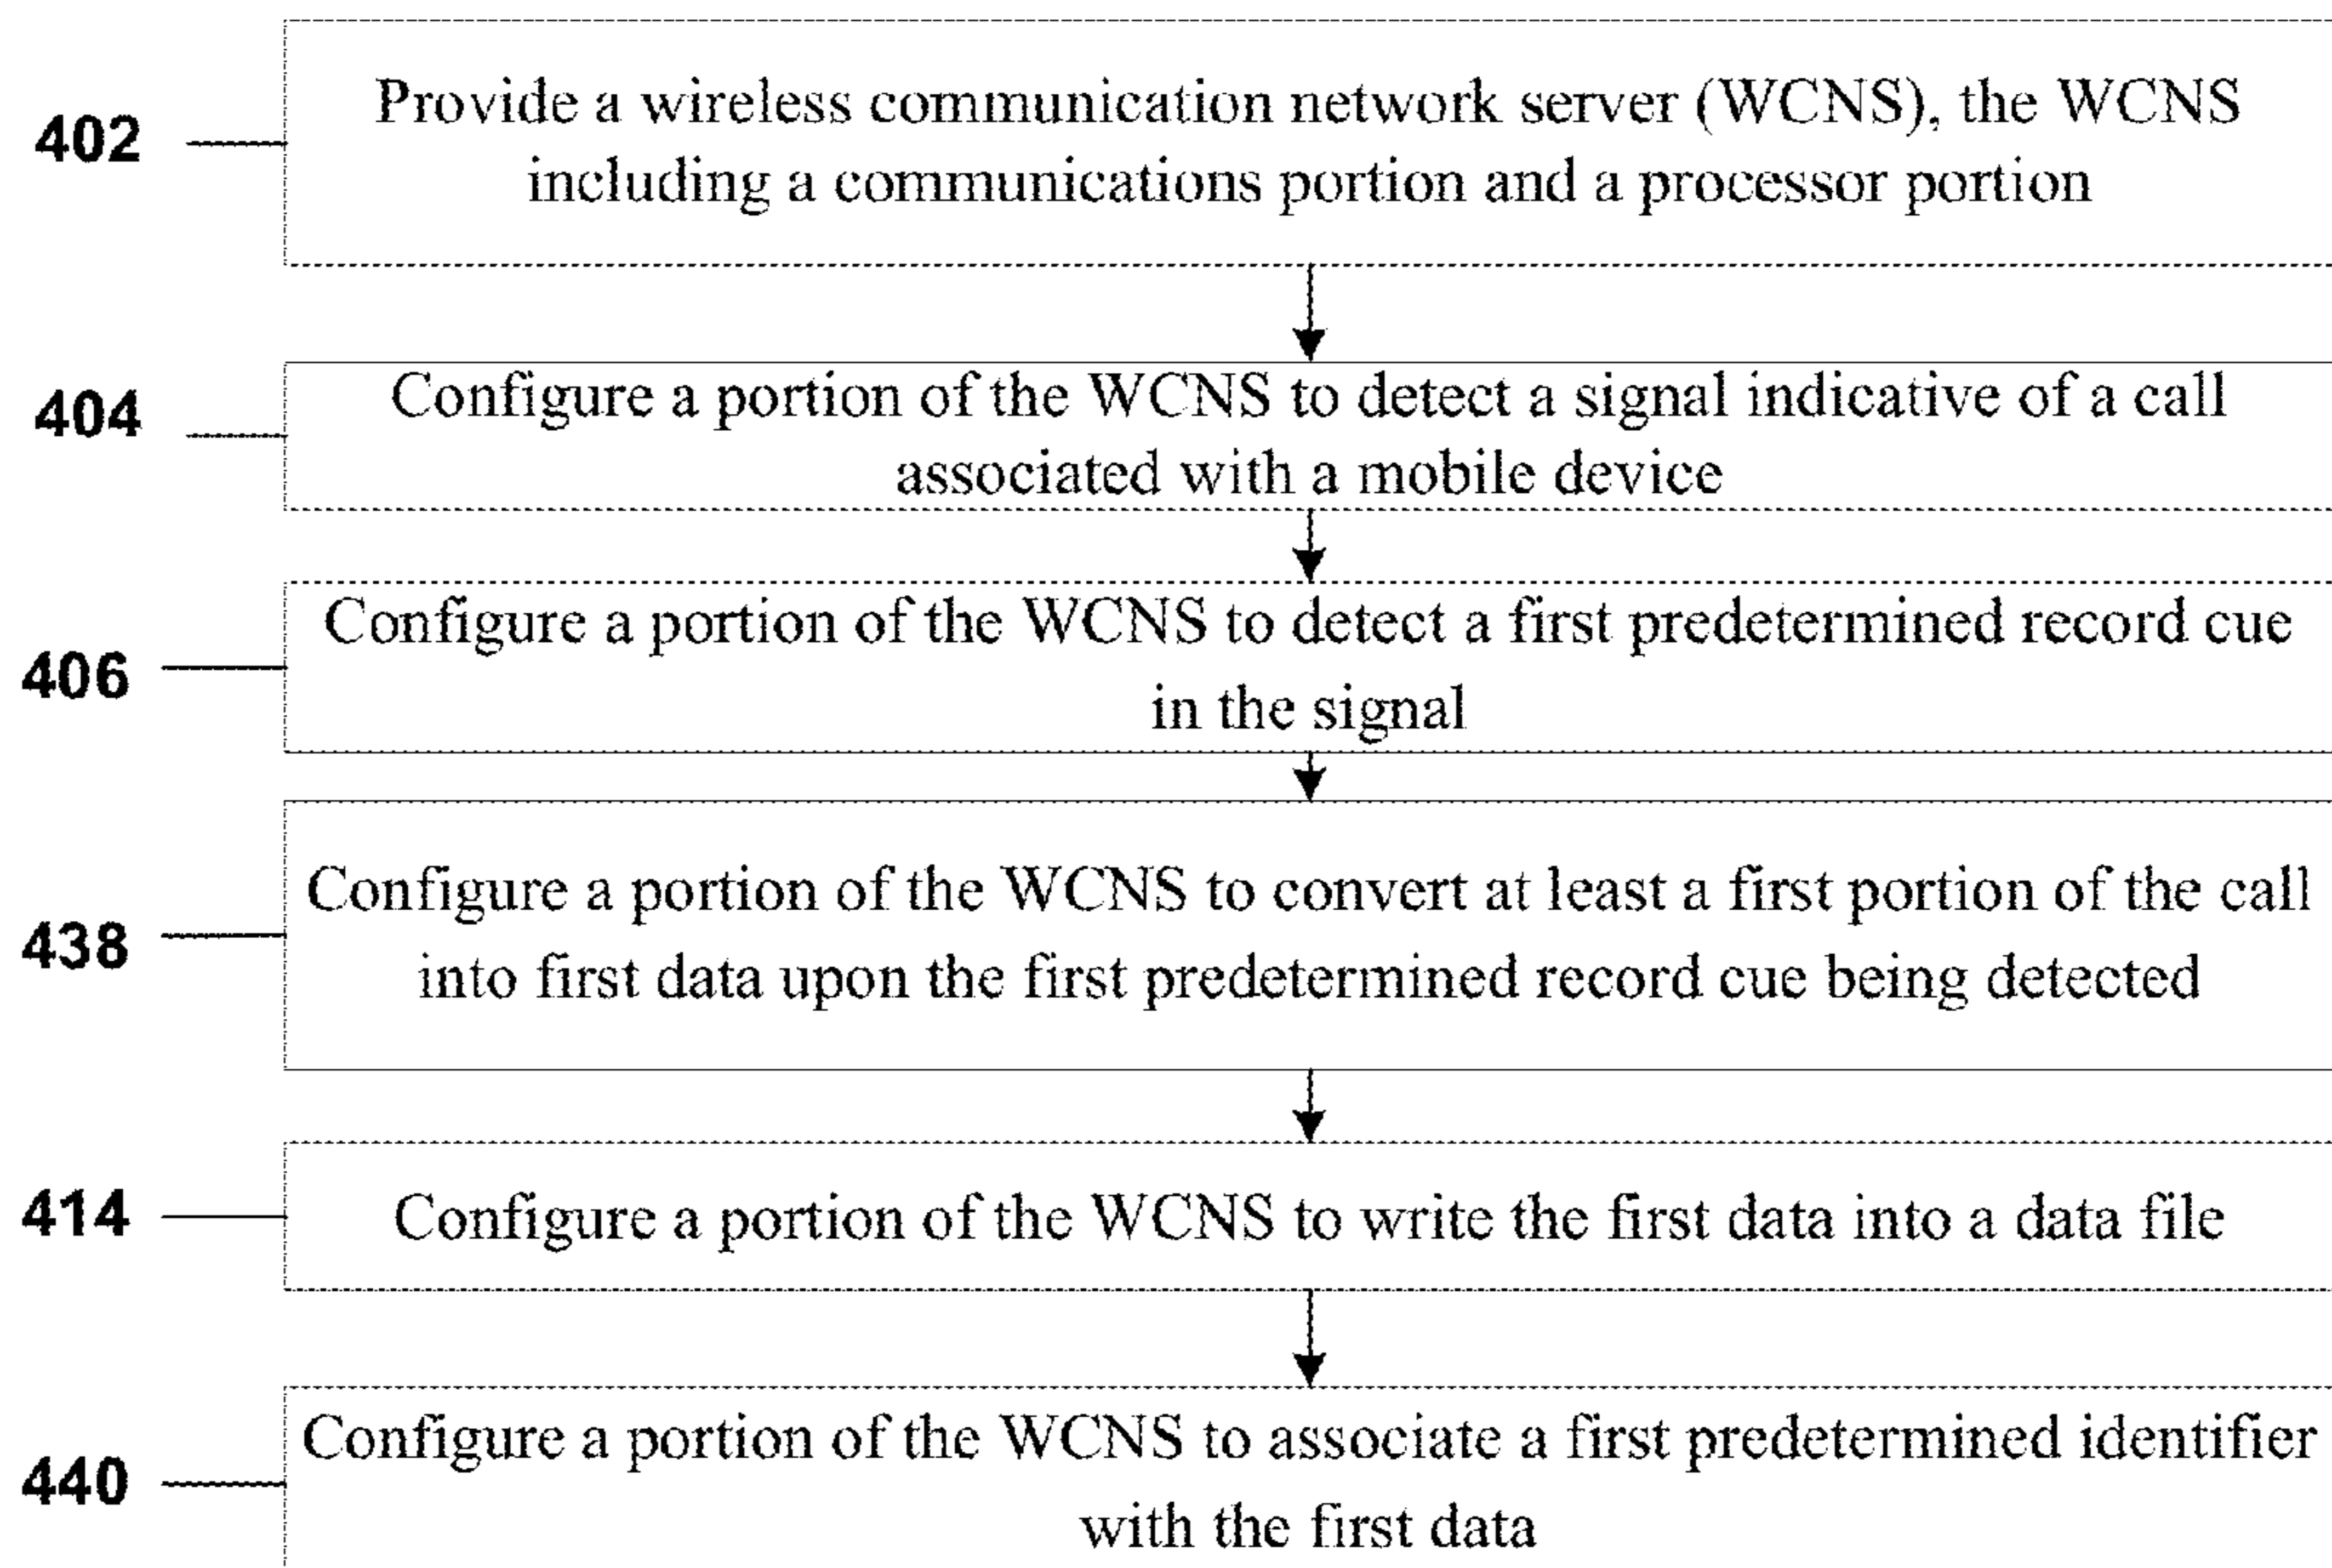 402
Provide a wireless communication network server (WCNS), the WCNS
including a communications portion and a processor portion
404
Configure a portion of the WCNS to detect a signal indicative of a call
associated with a mobile device
406
Configure a portion of the WCNS to detect a first predetermined record cue
in the signal
438
Configure a portion of the WCNS to convert at least a first portion of the call
into first data upon the first predetermined record cue being detected
414
Configure a portion of the WCNS to write the first data into a data file
440
Configure a portion of the WCNS to associate a first predetermined identifier
with the first data